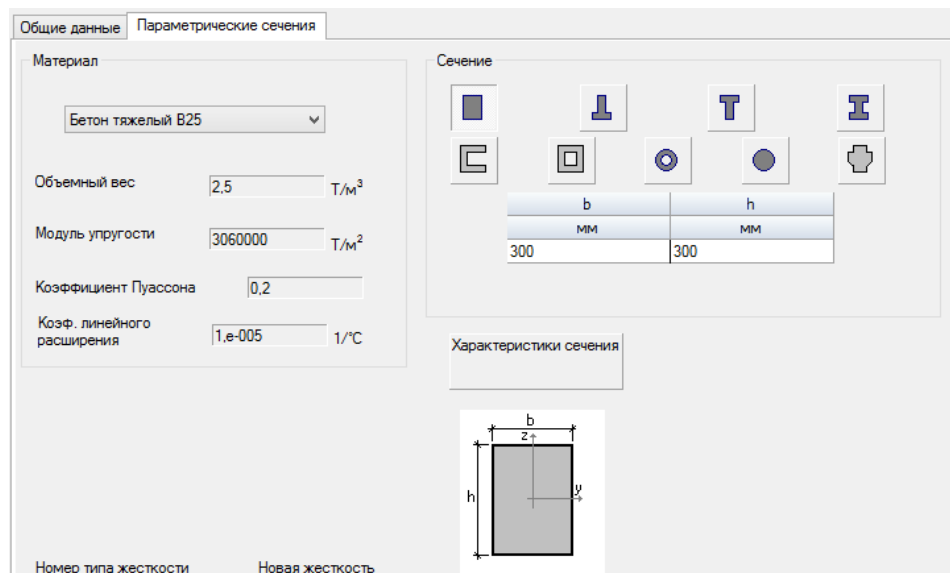 Общие данные Параметрические сечения
Материал
Бетон тяжелый B25
Объемный вес 2,5 Т/м³
Модуль упругости 3060000 Т/м²
Коэффициент Пуассона 0,2
Коэф. линейного
расширения 1,e-005 1/°C
Сечение
b h
мм мм
300 300
Характеристики сечения
b
z
h
y
Номер типа жесткости Новая жесткость